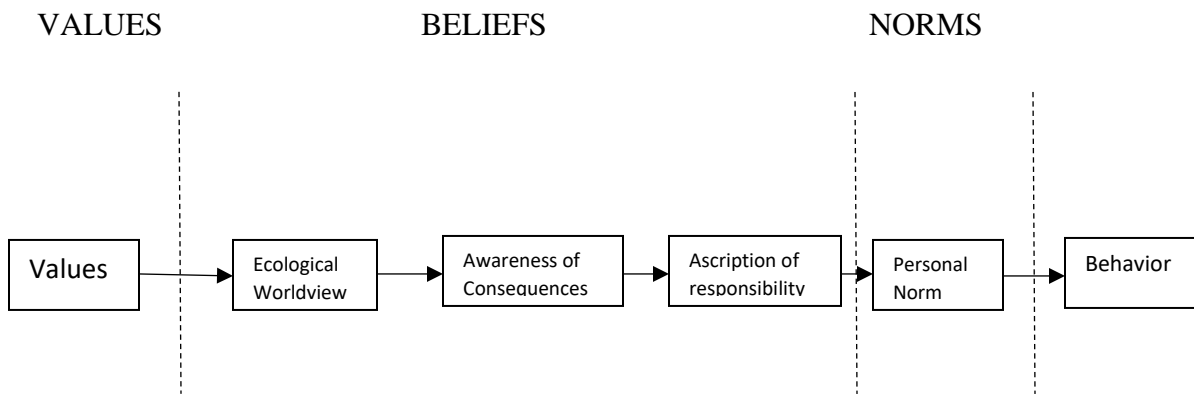 VALUES
BELIEFS
NORMS
Values
Ecological
Worldview
Awareness of
Consequences
Ascription of
responsibility
Personal
Norm
Behavior